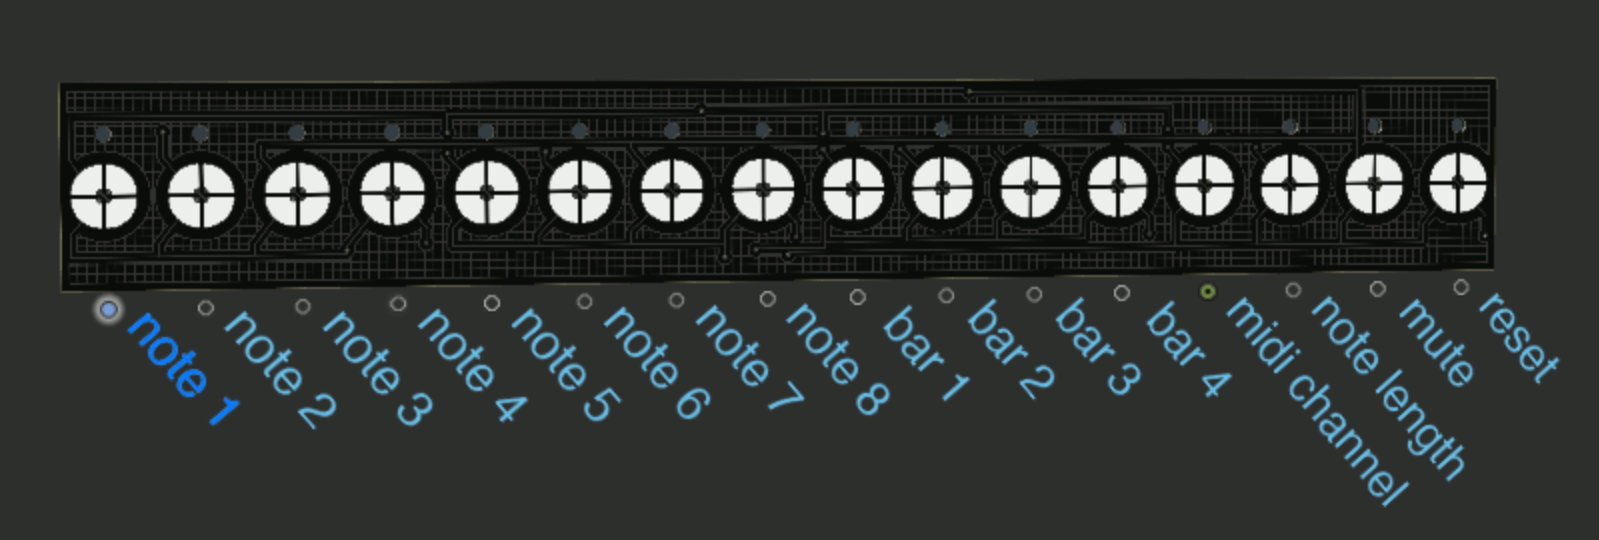 note 1
note 2
note 3
note 4
note 5
note 6
note 7
note 8
bar 1
bar 2
bar 3
bar 4
midi channel
note length
mute
reset